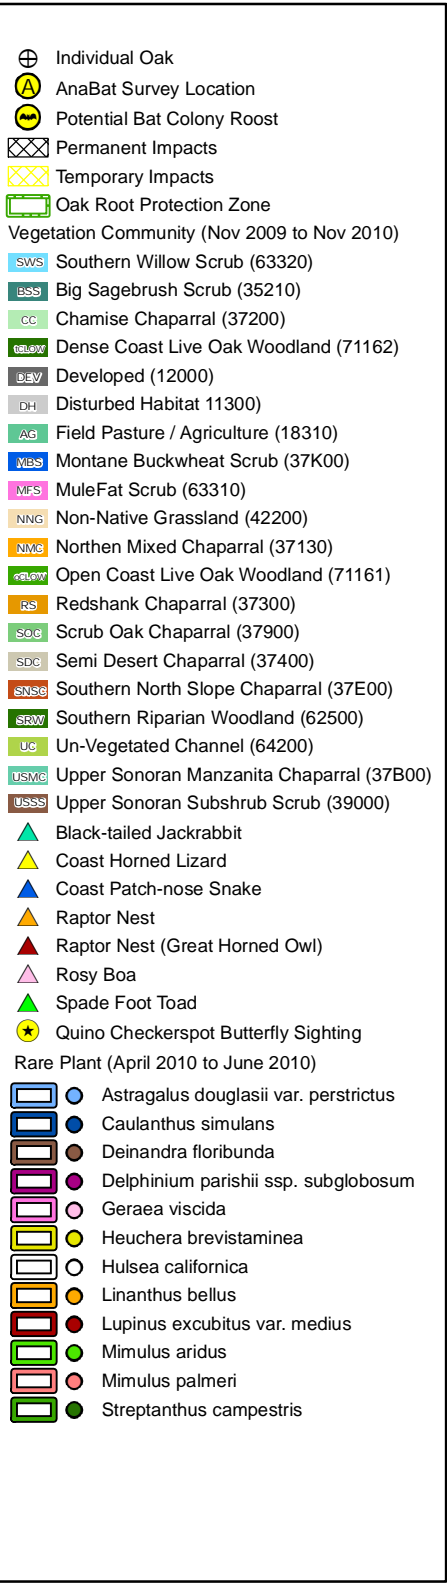 Individual Oak
A AnaBat Survey Location
Potential Bat Colony Roost
Permanent Impacts
Temporary Impacts
Oak Root Protection Zone
Vegetation Community (Nov 2009 to Nov 2010)
SWS Southern Willow Scrub (63320)
BSS Big Sagebrush Scrub (35210)
CC Chamise Chaparral (37200)
Dense Coast Live Oak Woodland (71162)
DEV Developed (12000)
DH Disturbed Habitat 11300)
AG Field Pasture / Agriculture (18310)
MBS Montane Buckwheat Scrub (37K00)
MFS MuleFat Scrub (63310)
NNG Non-Native Grassland (42200)
NMC Northen Mixed Chaparral (37130)
Open Coast Live Oak Woodland (71161)
RS Redshank Chaparral (37300)
SOC Scrub Oak Chaparral (37900)
SDC Semi Desert Chaparral (37400)
SNSC Southern North Slope Chaparral (37E00)
SRW Southern Riparian Woodland (62500)
UC Un-Vegetated Channel (64200)
USMC Upper Sonoran Manzanita Chaparral (37B00)
USSS Upper Sonoran Subshrub Scrub (39000)
Black-tailed Jackrabbit
Coast Horned Lizard
Coast Patch-nose Snake
Raptor Nest
Raptor Nest (Great Horned Owl)
Rosy Boa
Spade Foot Toad
Quino Checkerspot Butterfly Sighting
Rare Plant (April 2010 to June 2010)
Astragalus douglasii var. perstrictus
Caulanthus simulans
Deinandra floribunda
Delphinium parishii ssp. subglobosum
Geraea viscida
Heuchera brevistaminea
Hulsea californica
Linanthus bellus
Lupinus excubitus var. medius
Mimulus aridus
Mimulus palmeri
Streptanthus campestris